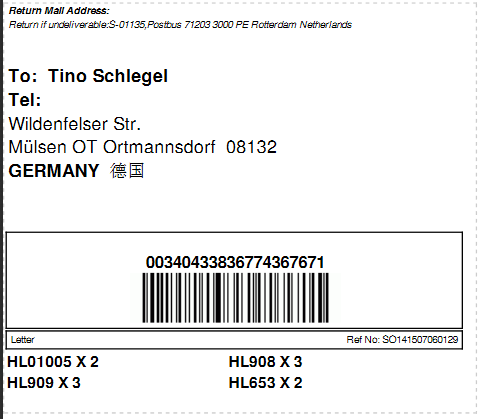 Return Mail Address:
Return if undeliverable:S-01135,Postbus 71203 3000 PE Rotterdam Netherlands
To: Tino Schlegel
Tel:
Wildenfelser Str.
Mülsen OT Ortmannsdorf 08132
GERMANY 德国
00340433836774367671
Letter Ref No: SO141507060129
HL01005 X 2 HL908 X 3
HL909 X 3 HL653 X 2